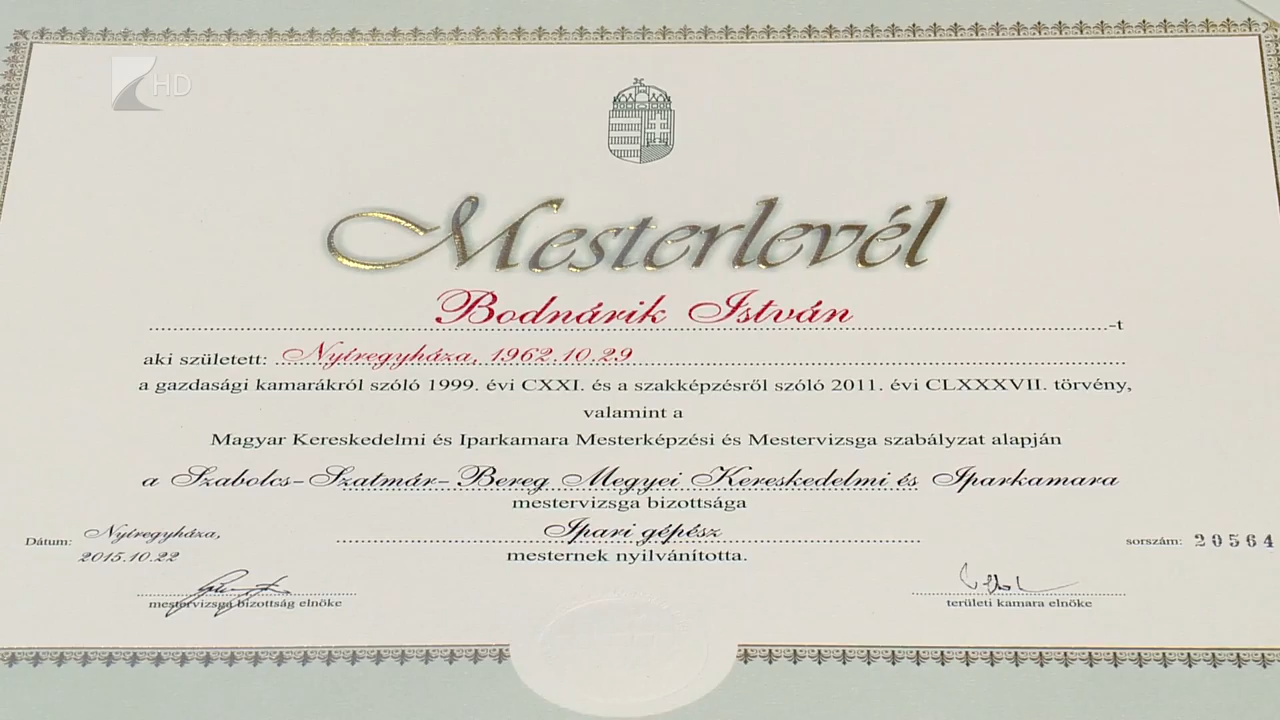 HD
Mesterlevél
Bodnárik István -t
aki született: Nyíregyháza, 1962.10.29
a gazdasági kamarákról szóló 1999. évi CXXI. és a szakképzésről szóló 2011. évi CLXXXVII. törvény,
valamint a
Magyar Kereskedelmi és Iparkamara Mesterképzési és Mestervizsga szabályzat alapján
a Szabolcs-Szatmár-Bereg Megyei Kereskedelmi és Iparkamara
mestervizsga bizottsága
Dátum: Nyíregyháza,
2015.10.22
Ipari gépész
mesternek nyilvánította.
sorszám: 20564
mestervizsga bizottság elnöke
területi kamara elnöke